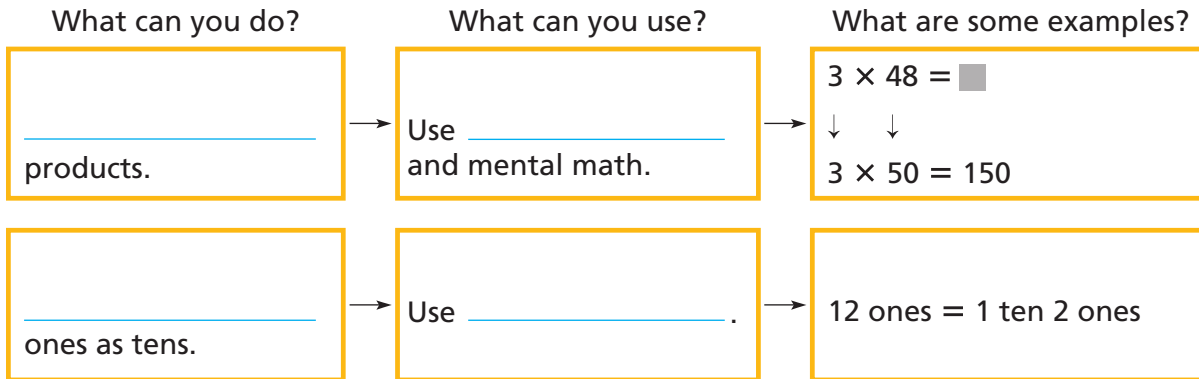 What can you do?
What can you use?
What are some examples?
products.
Use
and mental math.
3 × 48 =
↓ ↓
3 × 50 = 150
ones as tens.
Use .
12 ones = 1 ten 2 ones